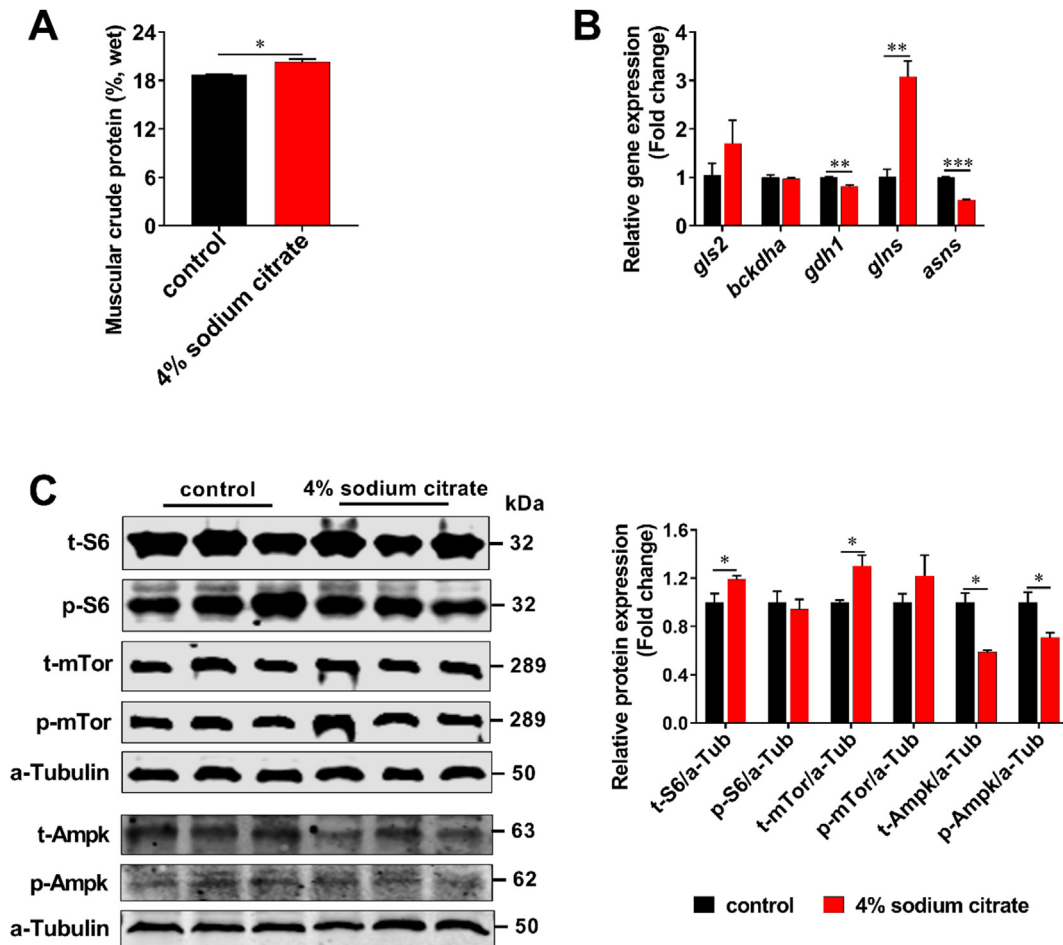 A
Muscular crude protein (%, wet)
24
18
12
6
0
*
control
4% sodium citrate
B
Relative gene expression
(Fold change)
4
3
2
1
0
**
**
***
gls2
bckdha
gdh1
glns
asns
C
control
4% sodium citrate
kDa
t-S6
32
p-S6
32
t-mTor
289
p-mTor
289
a-Tubulin
50
t-Ampk
63
p-Ampk
62
a-Tubulin
50
Relative protein expression
(Fold change)
1.6
1.2
0.8
0.4
0.0
*
*
*
*
t-S6/a-Tub
p-S6/a-Tub
t-mTor/a-Tub
p-mTor/a-Tub
t-Ampk/a-Tub
p-Ampk/a-Tub
control
4% sodium citrate